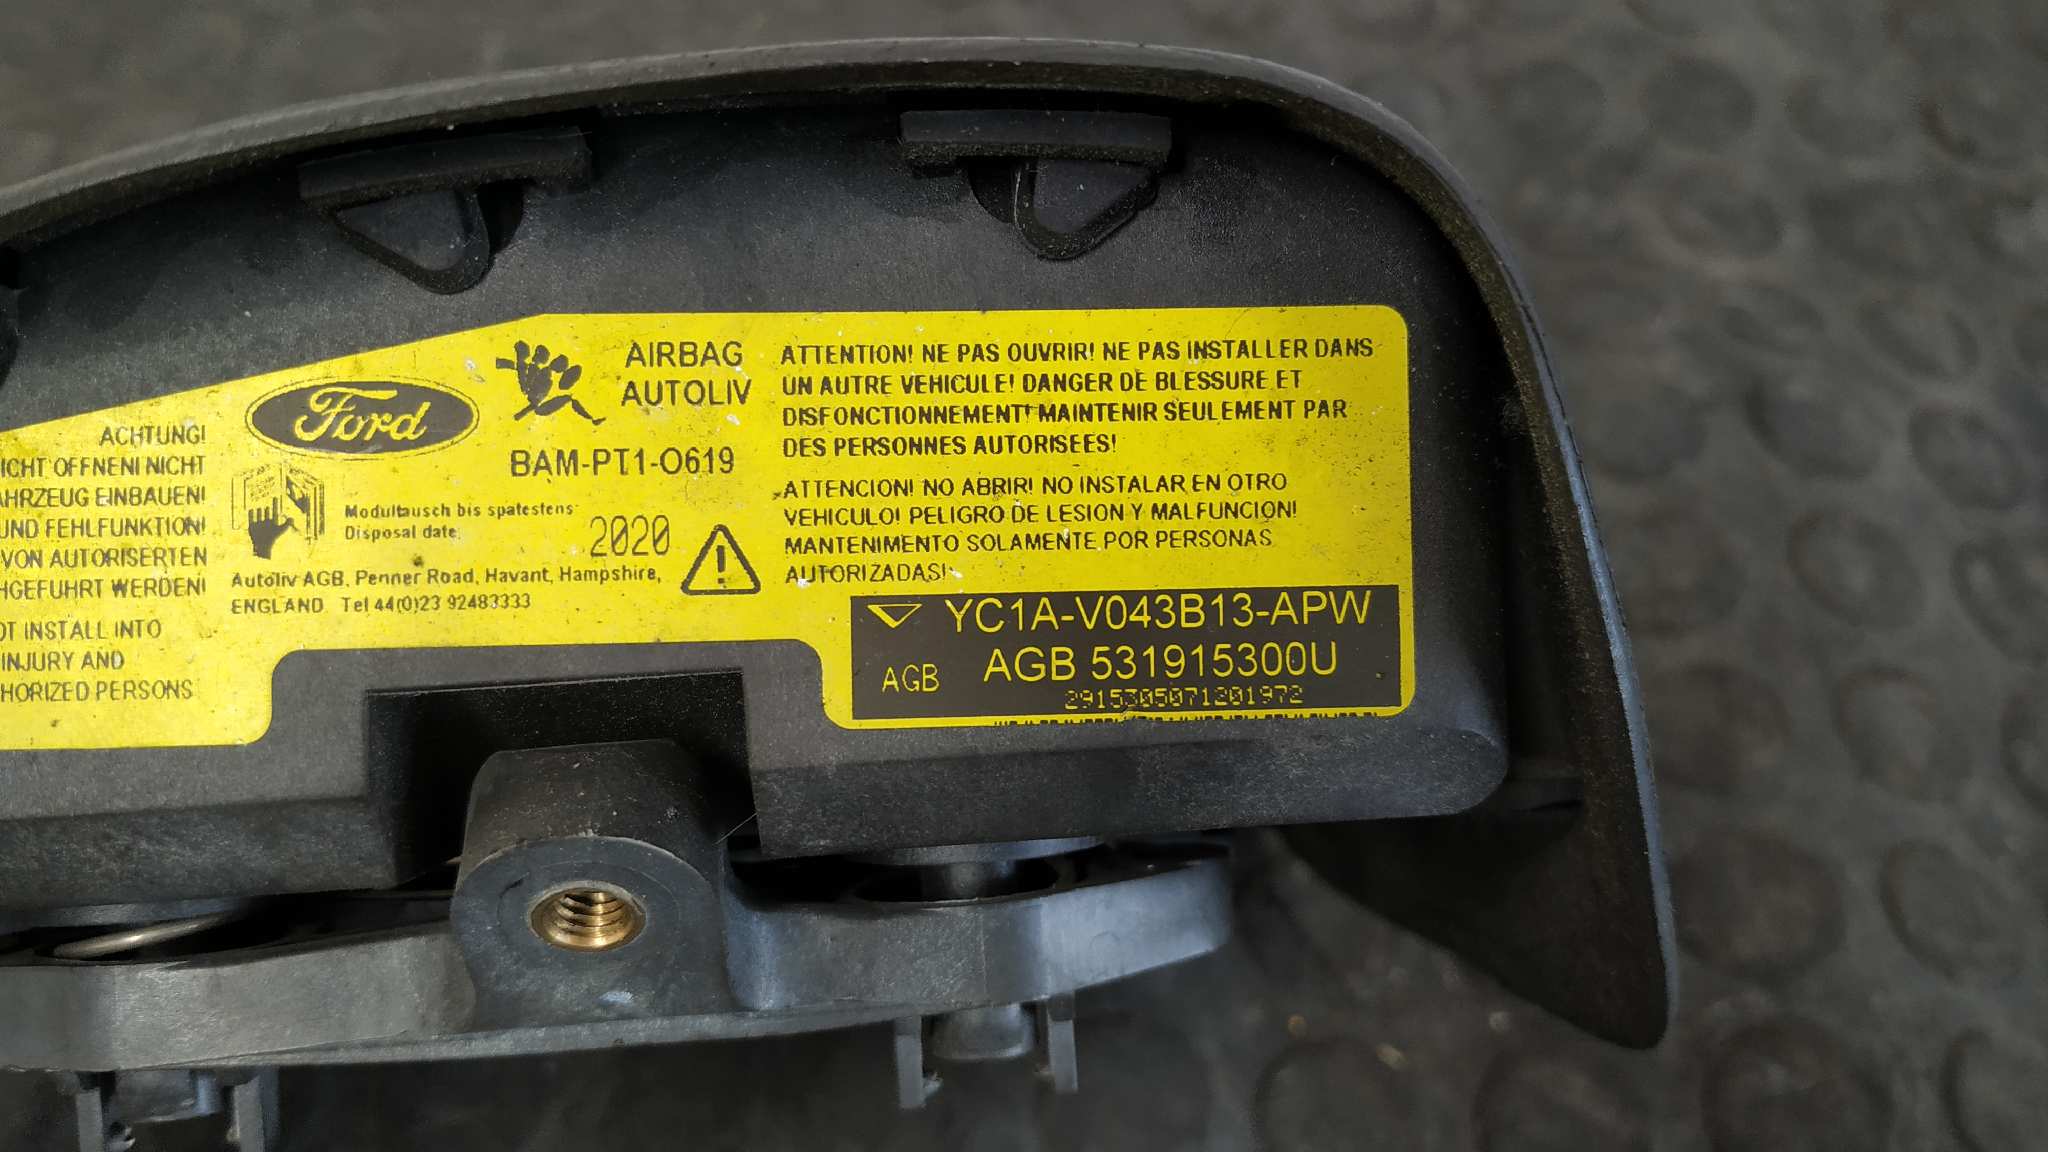 ACHTUNG!
NICHT
AHRZEUG EINBAUEN!
UND FEHLFUNKTION!
VON AUTORISERTEN
HGEFUHRT WERDEN!
OT INSTALL INTO
INJURY AND
HORIZED PERSONS
Ford
AIRBAG
AUTOLIV
BAM-PT1-O619
Modultausch bis spatestens:
Disposal date:
2020
Autoliv AGB, Penner Road, Havant, Hampshire,
ENGLAND Tel 44(0)23 92483333
ATTENTION! NE PAS OUVRIR! NE PAS INSTALLER DANS
UN AUTRE VEHICULE! DANGER DE BLESSURE ET
DISFONCTIONNEMENT! MAINTENIR SEULEMENT PAR
DES PERSONNES AUTORISEES!
ATTENCION! NO ABRIR! NO INSTALAR EN OTRO
VEHICULO! PELIGRO DE LESION Y MALFUNCION!
MANTENIMENTO SOLAMENTE POR PERSONAS
AUTORIZADAS!
YC1A-V043B13-APW
AGB AGB 531915300U
2915305071201972